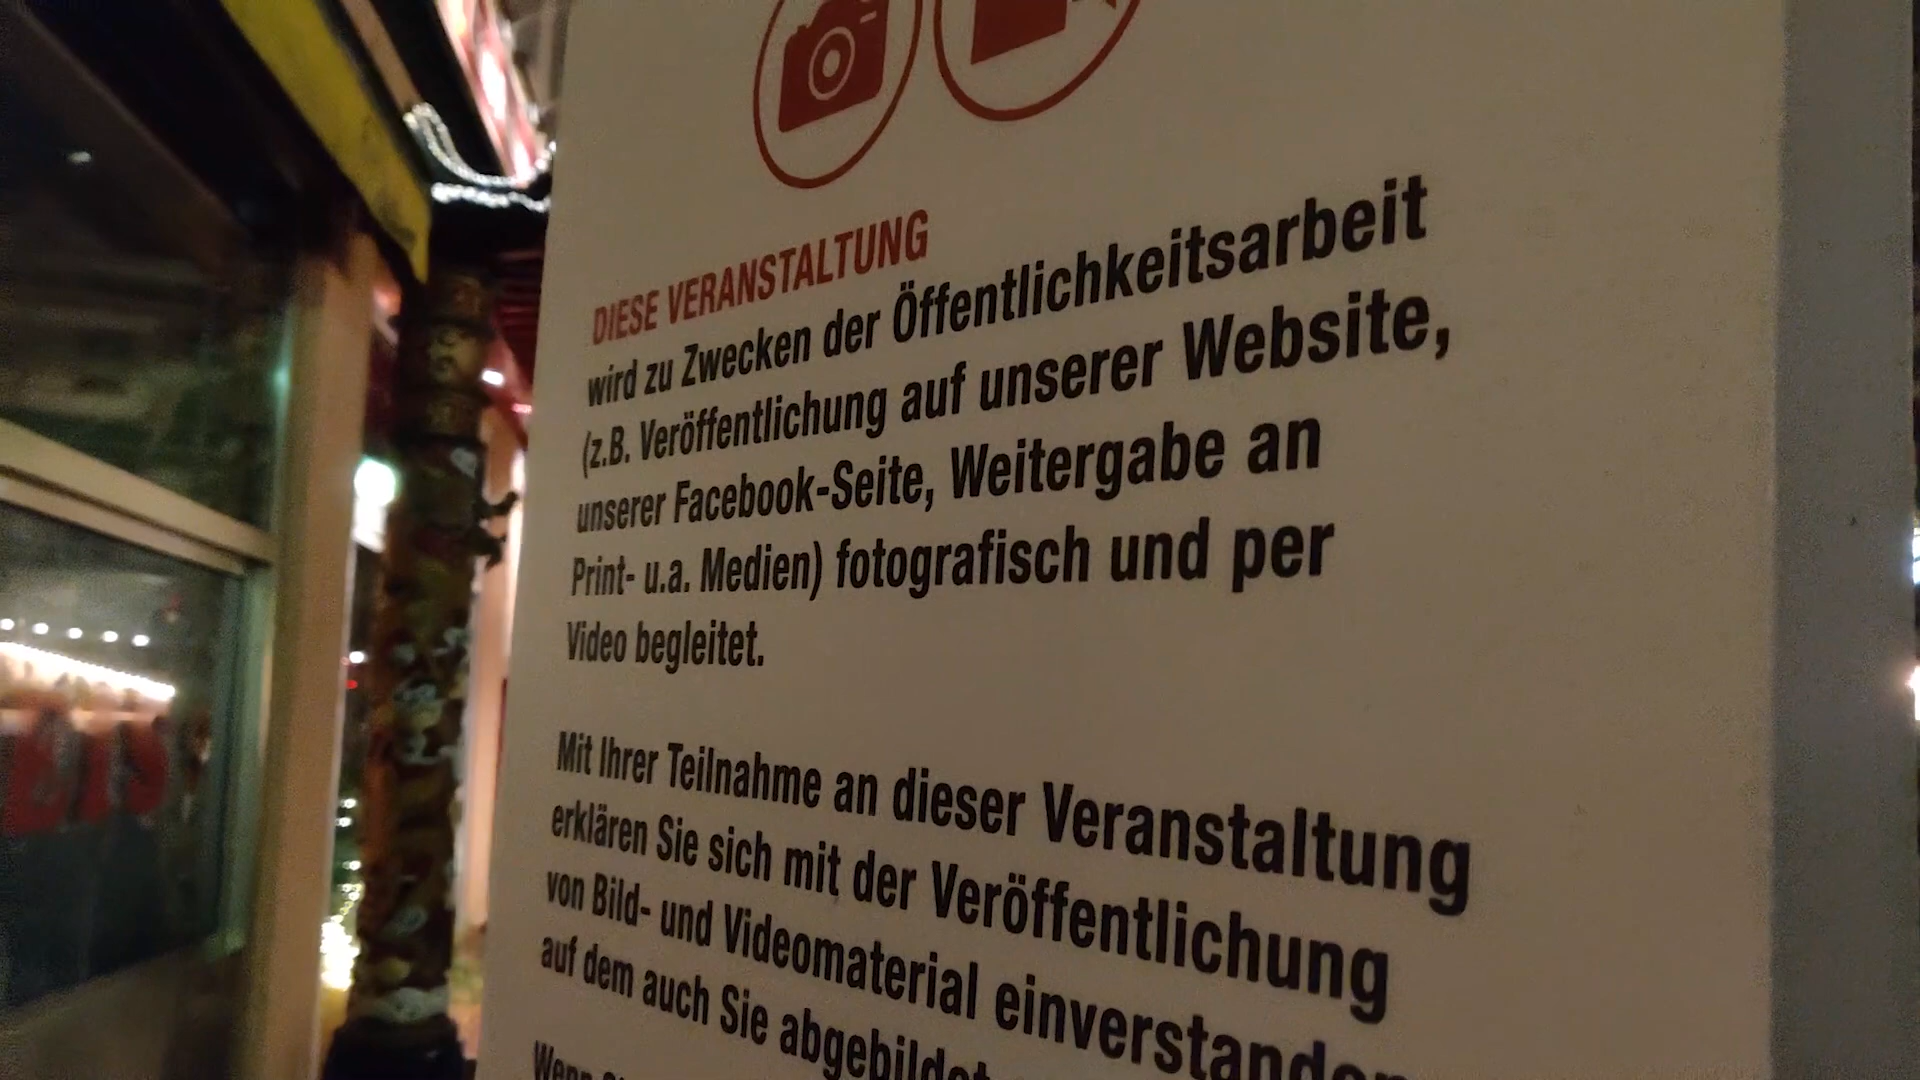 DIESE VERANSTALTUNG
wird zu Zwecken der Öffentlichkeitsarbeit
(z.B. Veröffentlichung auf unserer Website,
unserer Facebook-Seite, Weitergabe an
Print- u.a. Medien) fotografisch und per
Video begleitet.
Mit Ihrer Teilnahme an dieser Veranstaltung
erklären Sie sich mit der Veröffentlichung
von Bild- und Videomaterial einverstanden
auf dem auch Sie abgebildet
Wenn